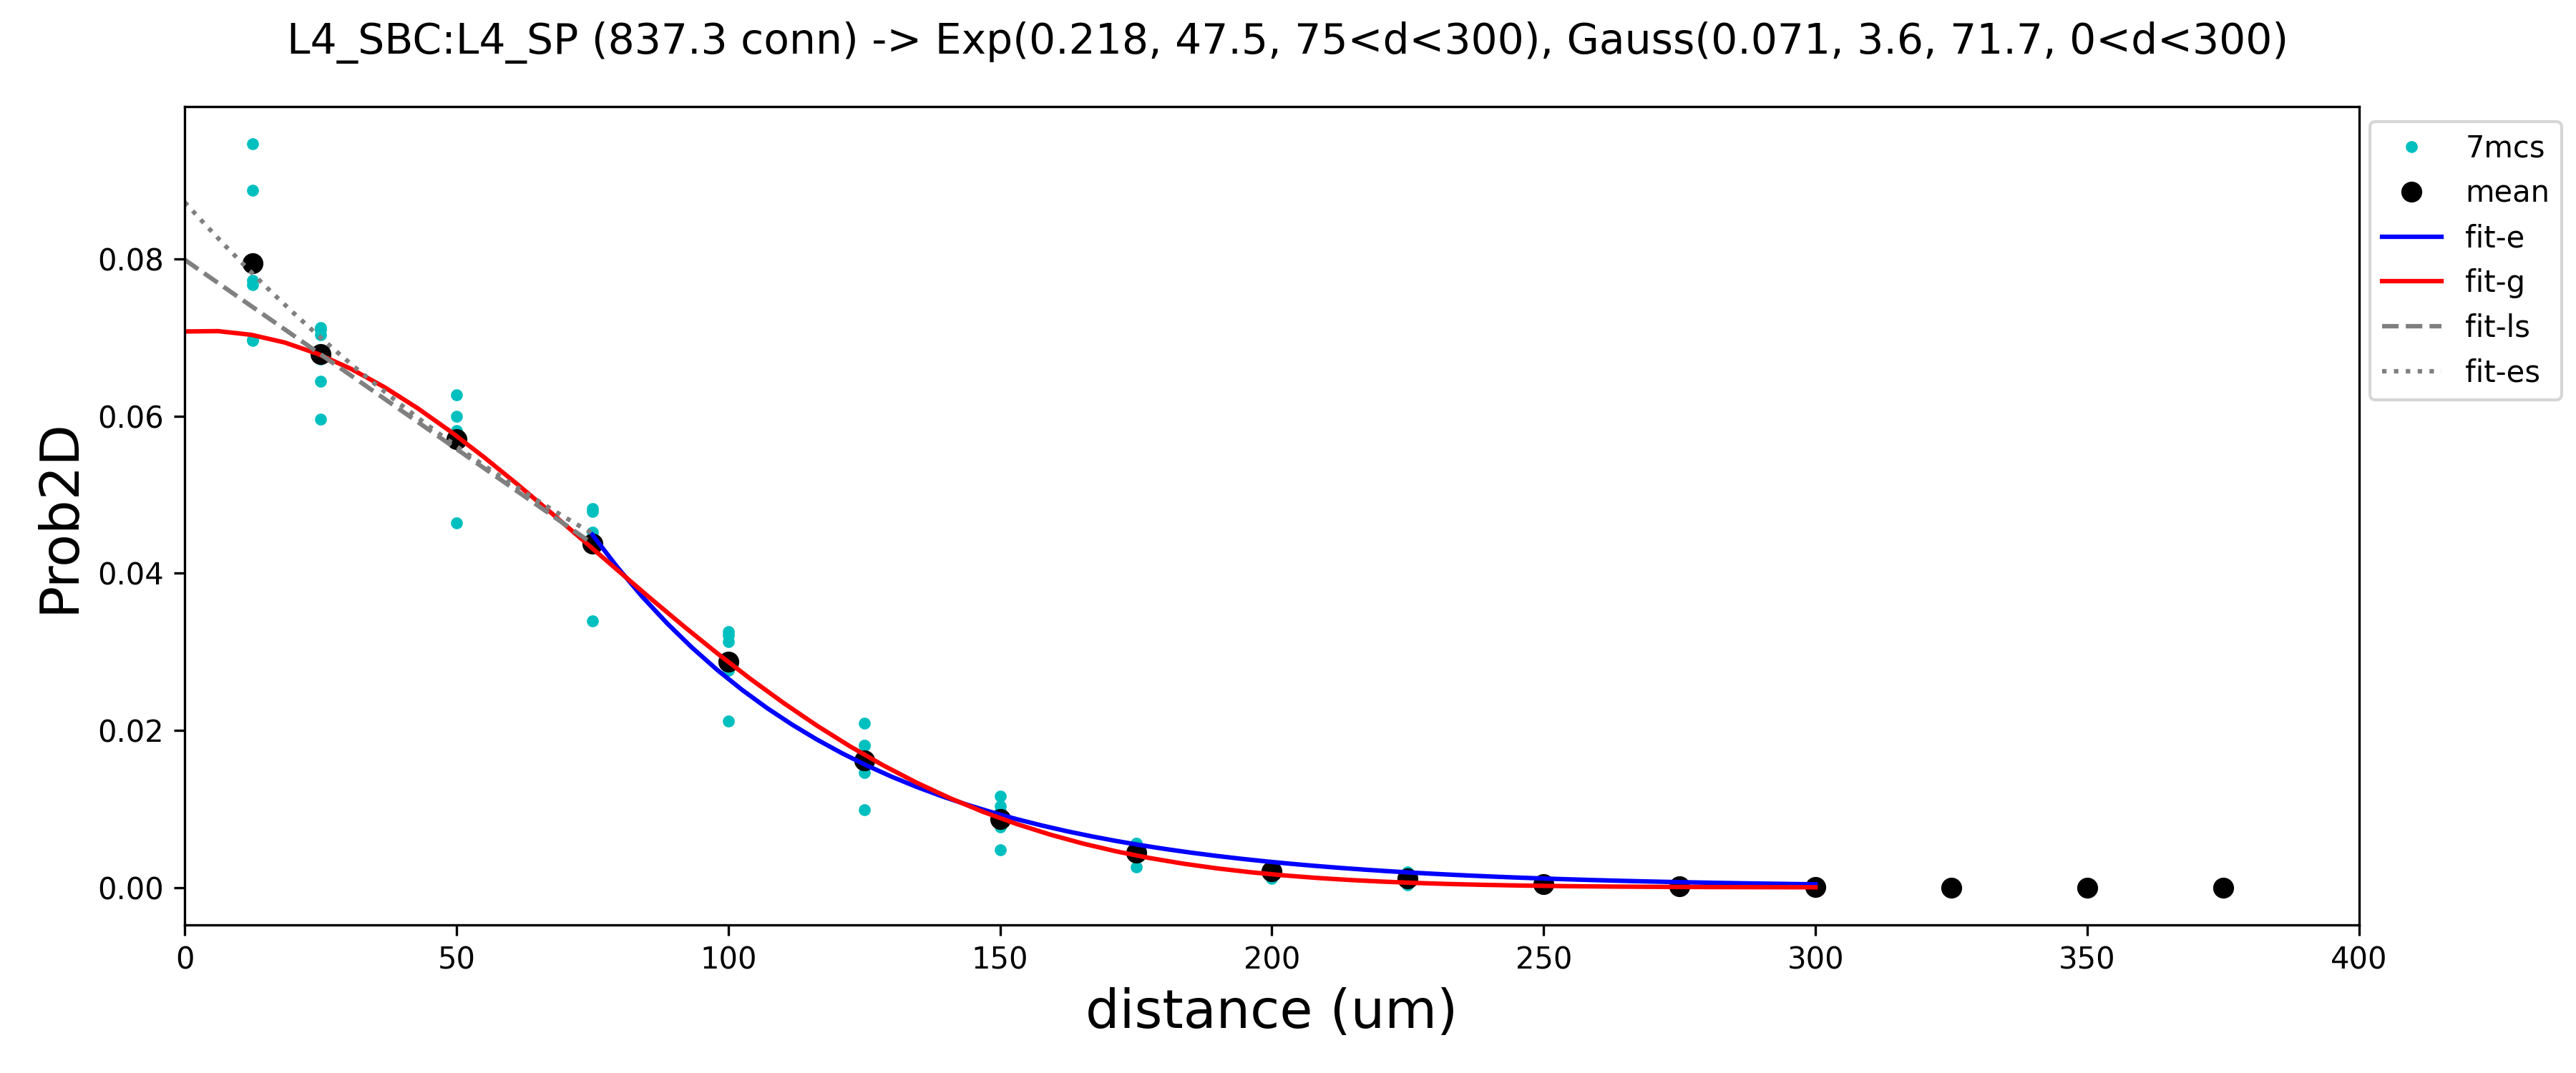 L4_SBC:L4_SP (837.3 conn) -> Exp(0.218, 47.5, 75<d<300), Gauss(0.071, 3.6, 71.7, 0<d<300)
7mcs
mean
fit-e
fit-g
fit-ls
fit-es
Prob2D
0.08
0.06
0.04
0.02
0.00
0 50 100 150 200 250 300 350 400
distance (um)